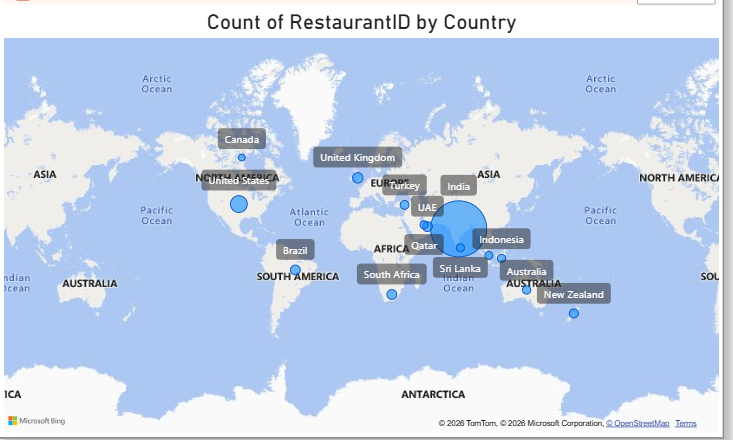 Count of RestaurantID by Country
Arctic
Ocean
Arctic
Ocean
Canada
United Kingdom
ASIA
NORTH AMERICA
EUROPE
ASIA
NORTH AMERICA
United States
Turkey
India
Pacific
Ocean
Atlantic
Ocean
UAE
Pacific
Ocean
Brazil
AFRICA
Qatar
Indonesia
ndian
Ocean
AUSTRALIA
SOUTH AMERICA
South Africa
Sri Lanka
Indian
Ocean
Australia
AUSTRALIA
SOU
New Zealand
ICA
ANTARCTICA
Microsoft Bing
© 2026 TomTom, © 2026 Microsoft Corporation, © OpenStreetMap Terms